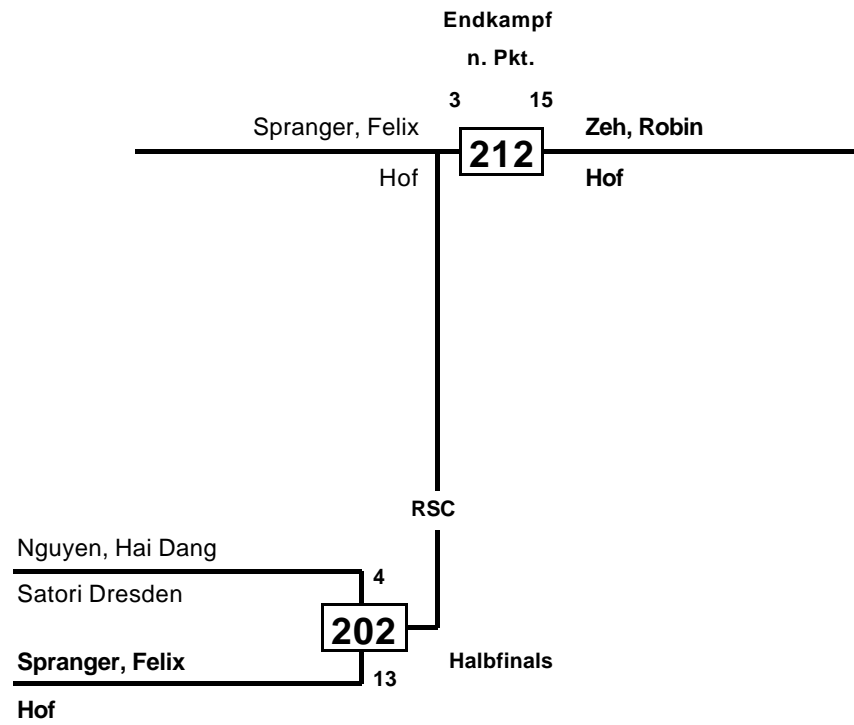 Endkampf
n. Pkt.
3 15
Spranger, Felix 212 Zeh, Robin
Hof Hof
RSC
Nguyen, Hai Dang
4
Satori Dresden
202
Spranger, Felix Halbfinals
13
Hof